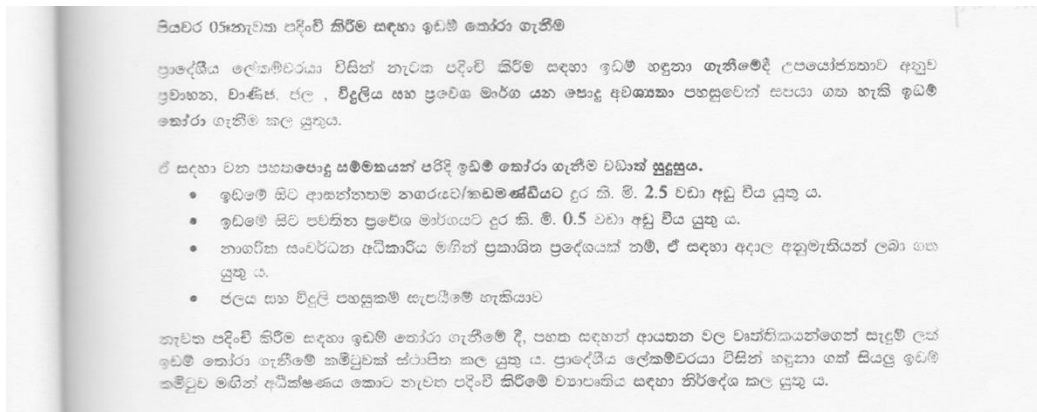 පියවර 05: නැවත පදිංචි කිරීම සඳහා ඉඩම් තෝරා ගැනීම
ප්‍රාදේශීය ලේකම්වරයා විසින් නැවත පදිංචි කිරීම සඳහා ඉඩම් හඳුනා ගැනීමේදී උපයෝජ්‍යතාව අනුව
ප්‍රවාහන, වාණිජ, ජල , විදුලිය සහ ප්‍රවේශ මාර්ග යන පොදු අවශ්‍යතා පහසුවෙන් සපයා ගත හැකි ඉඩම්
තෝරා ගැනීම කල යුතුය.
ඒ සඳහා වන පහතපොදු සම්මතයන් පරිදි ඉඩම් තෝරා ගැනීම වඩාත් සුදුසුය.
• ඉඩමේ සිට ආසන්නතම නගරයට/කඩමණ්ඩියට දුර කි. මී. 2.5 වඩා අඩු විය යුතු ය.
• ඉඩමේ සිට පවතින ප්‍රවේශ මාර්ගයට දුර කි. මී. 0.5 වඩා අඩු විය යුතු ය.
• නාගරික සංවර්ධන අධිකාරිය මඟින් ප්‍රකාශිත ප්‍රදේශයක් නම්, ඒ සඳහා අදාල අනුමැතියන් ලබා ගත
යුතු ය.
• ජලය සහ විදුලි පහසුකම් සැපයීමේ හැකියාව
නැවත පදිංචි කිරීම සඳහා ඉඩම් තෝරා ගැනීමේ දී, පහත සඳහන් ආයතන වල වෘත්තිකයන්ගෙන් සැදුම් ලත්
ඉඩම් තෝරා ගැනීමේ කමිටුවක් ස්ථාපිත කල යුතු ය. ප්‍රාදේශීය ලේකම්වරයා විසින් හඳුනා ගත් සියලු ඉඩම්
කමිටුව මඟින් අධීක්ෂණය කොට නැවත පදිංචි කිරීමේ ව්‍යාපෘතිය සඳහා නිර්දේශ කල යුතු ය.